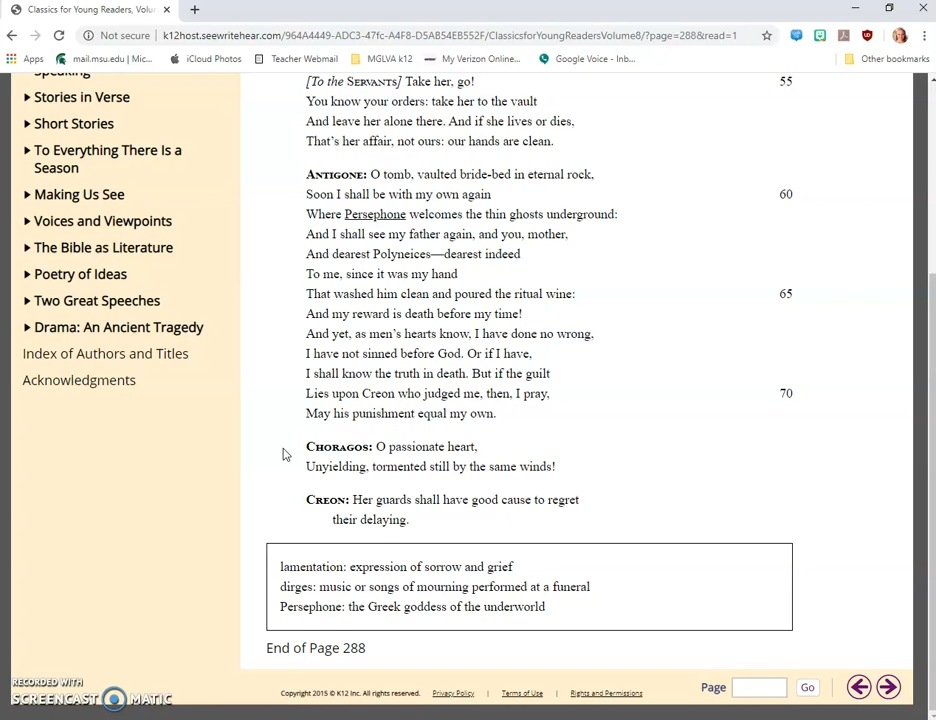 Classics for Young Readers, Volum
Not secure | k12host.seewritehear.com/964A4449-ADC3-47fc-A4F8-D5AB54EB552F/ClassicsforYoungReadersVolume8/?page=288&read=1
Apps mail.msu.edu | Mic... iCloud Photos Teacher Webmail MGLVA k12 My Verizon Online... Google Voice - Inb... Other bookmarks
Speaking
Stories in Verse
Short Stories
To Everything There Is a
Season
Making Us See
Voices and Viewpoints
The Bible as Literature
Poetry of Ideas
Two Great Speeches
Drama: An Ancient Tragedy
Index of Authors and Titles
Acknowledgments
[To the SERVANTS] Take her, go! 55
You know your orders: take her to the vault
And leave her alone there. And if she lives or dies,
That’s her affair, not ours: our hands are clean.
ANTIGONE: O tomb, vaulted bride-bed in eternal rock,
Soon I shall be with my own again 60
Where Persephone welcomes the thin ghosts underground:
And I shall see my father again, and you, mother,
And dearest Polyneices—dearest indeed
To me, since it was my hand
That washed him clean and poured the ritual wine: 65
And my reward is death before my time!
And yet, as men’s hearts know, I have done no wrong,
I have not sinned before God. Or if I have,
I shall know the truth in death. But if the guilt
Lies upon Creon who judged me, then, I pray, 70
May his punishment equal my own.
CHORAGOS: O passionate heart,
Unyielding, tormented still by the same winds!
CREON: Her guards shall have good cause to regret
their delaying.
lamentation: expression of sorrow and grief
dirges: music or songs of mourning performed at a funeral
Persephone: the Greek goddess of the underworld
End of Page 288
Copyright 2015 © K12 Inc. All rights reserved. Privacy Policy | Terms of Use | Rights and Permissions
Page Go
RECORDED WITH
SCREENCAST MATIC